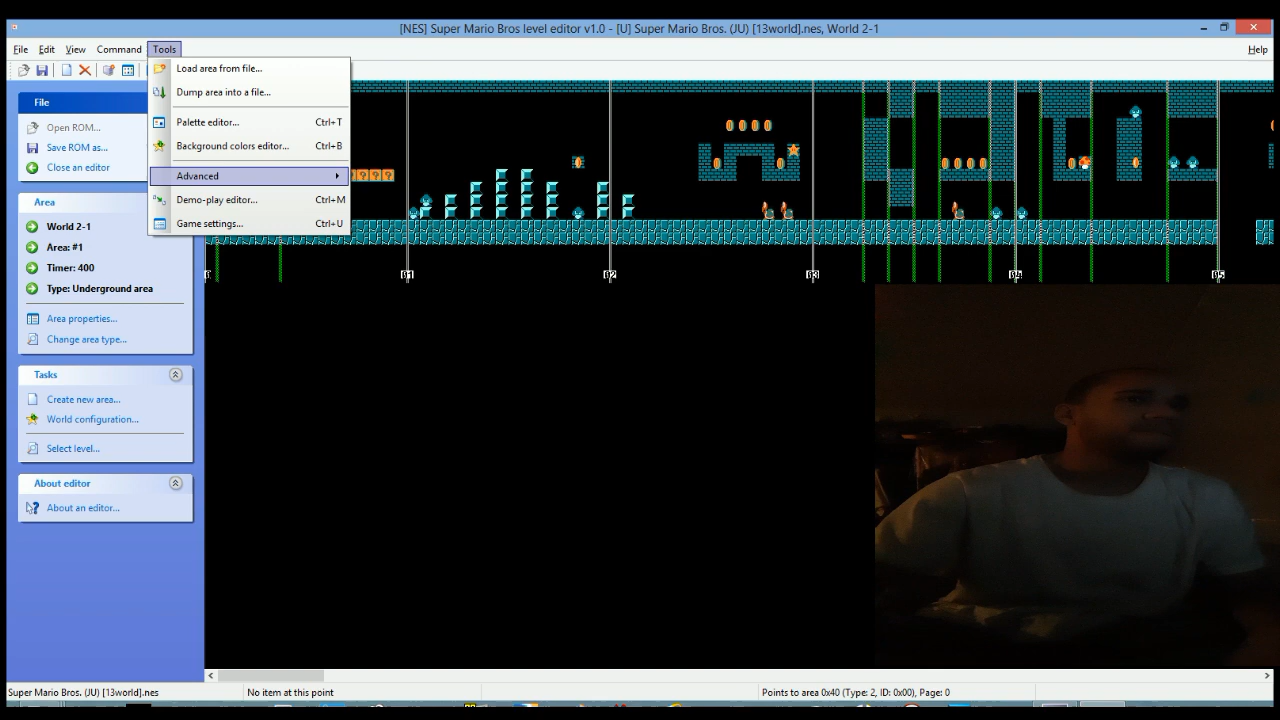 [NES] Super Mario Bros level editor v1.0 - [U] Super Mario Bros. (JU) [13world].nes, World 2-1
File Edit View Command Tools Help
Load area from file...
Dump area into a file...
Palette editor... Ctrl+T
Background colors editor... Ctrl+B
Advanced
Demo play editor... Ctrl+M
Game settings... Ctrl+U
File
Open ROM...
Save ROM as...
Close an editor
Area
World 2-1
Area: #1
Timer: 400
Type: Underground area
Area properties...
Change area type...
Tasks
Create new area...
World configuration...
Select level...
About editor
About an editor...
? ? ? ?
01 02 03 04 05
Super Mario Bros. (JU) [13world].nes No item at this point Points to area 0x40 (Type: 2, ID: 0x00), Page: 0